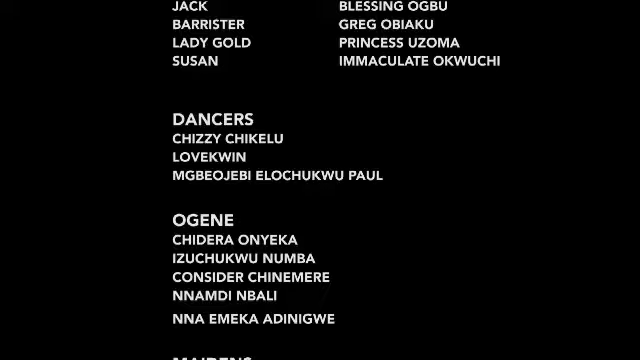 JACK BLESSING OGBU
BARRISTER GREG OBIAKU
LADY GOLD PRINCESS UZOMA
SUSAN IMMACULATE OKWUCHI
DANCERS
CHIZZY CHIKELU
LOVEKWIN
MGBEOJEBI ELOCHUKWU PAUL
OGENE
CHIDERA ONYEKA
IZUCHUKWU NUMBA
CONSIDER CHINEMERE
NNAMDI NBALI
NNA EMEKA ADINIGWE
MAIDENS